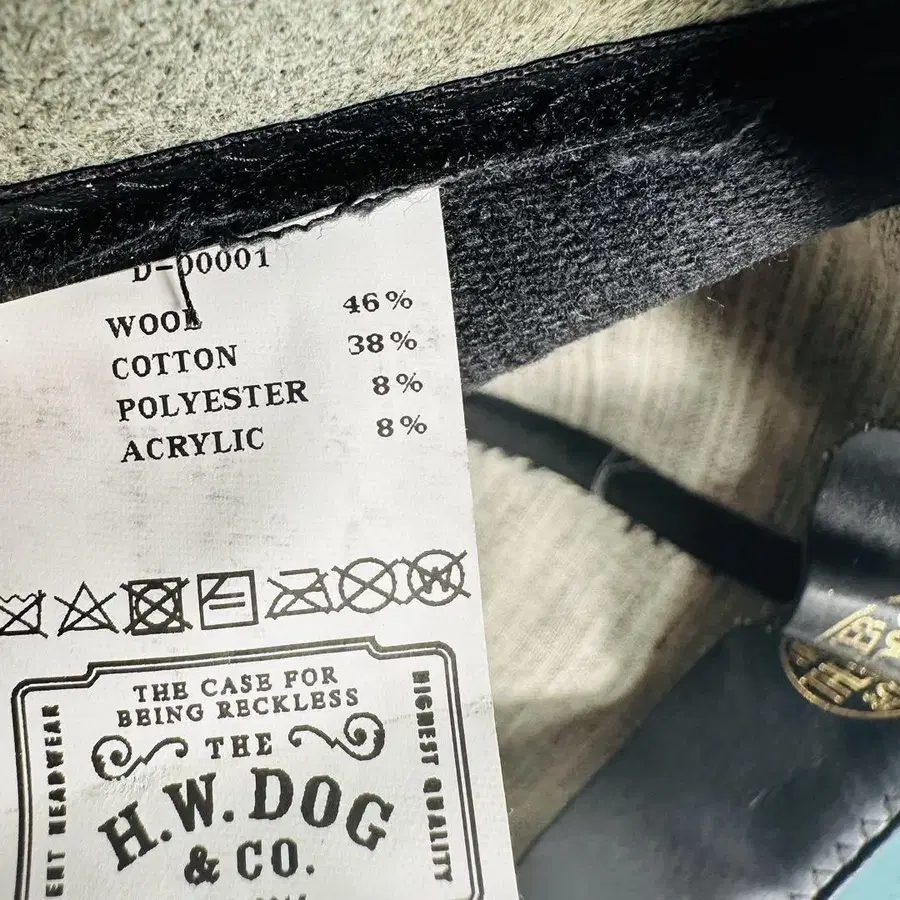 D-00001
WOOL 46%
COTTON 38%
POLYESTER 8%
ACRYLIC 8%
W
THE CASE FOR
BEING RECKLESS
THE
H.W.DOG
& CO.
HEADWEAR
HIGHEST QUALITY